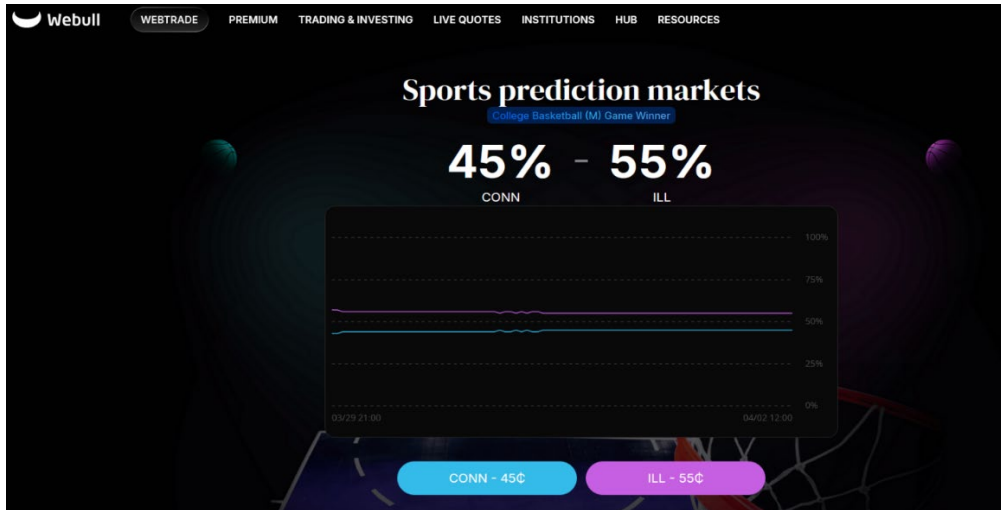 Webull WEBTRADE PREMIUM TRADING & INVESTING LIVE QUOTES INSTITUTIONS HUB RESOURCES
Sports prediction markets
College Basketball (M) Game Winner
45% - 55%
CONN ILL
100%
75%
50%
25%
0%
03/29 21:00 04/02 12:00
CONN - 45₵ ILL - 55₵